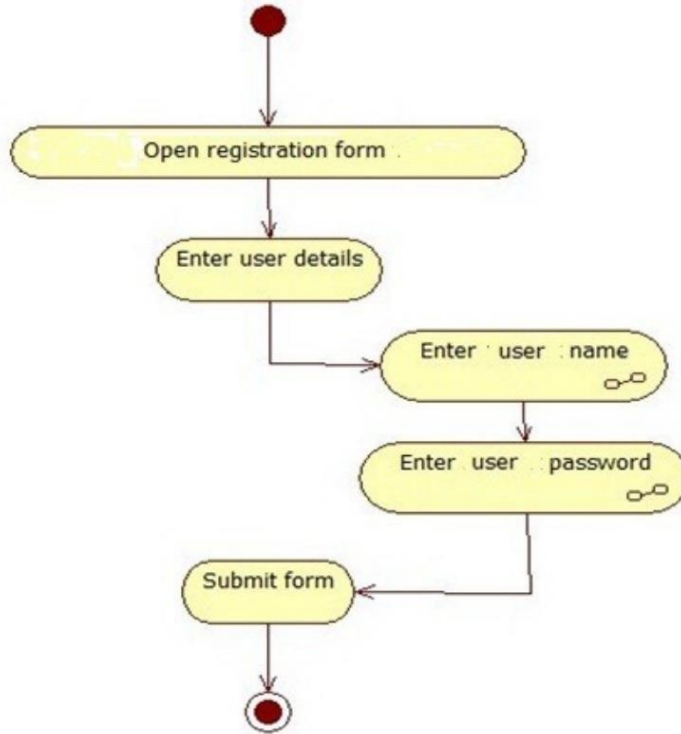 Open registration form
Enter user details
Enter user name
Enter user password
Submit form